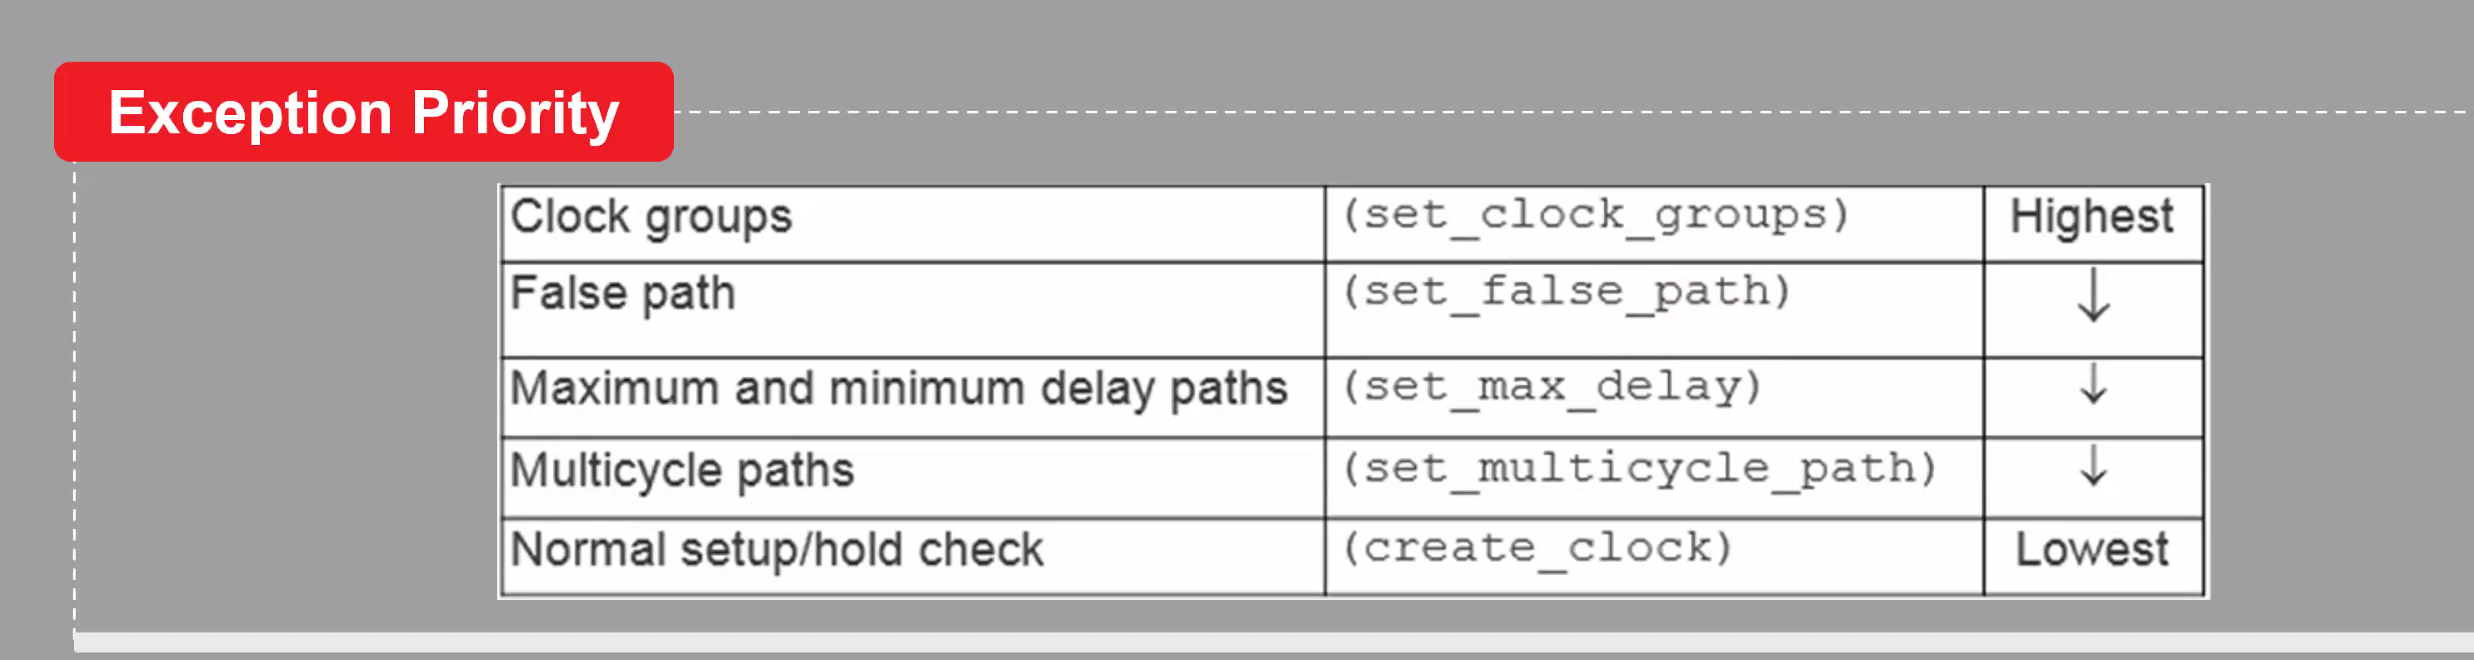 Exception Priority
Clock groups (set_clock_groups) Highest
False path (set_false_path) ↓
Maximum and minimum delay paths (set_max_delay) ↓
Multicycle paths (set_multicycle_path) ↓
Normal setup/hold check (create_clock) Lowest